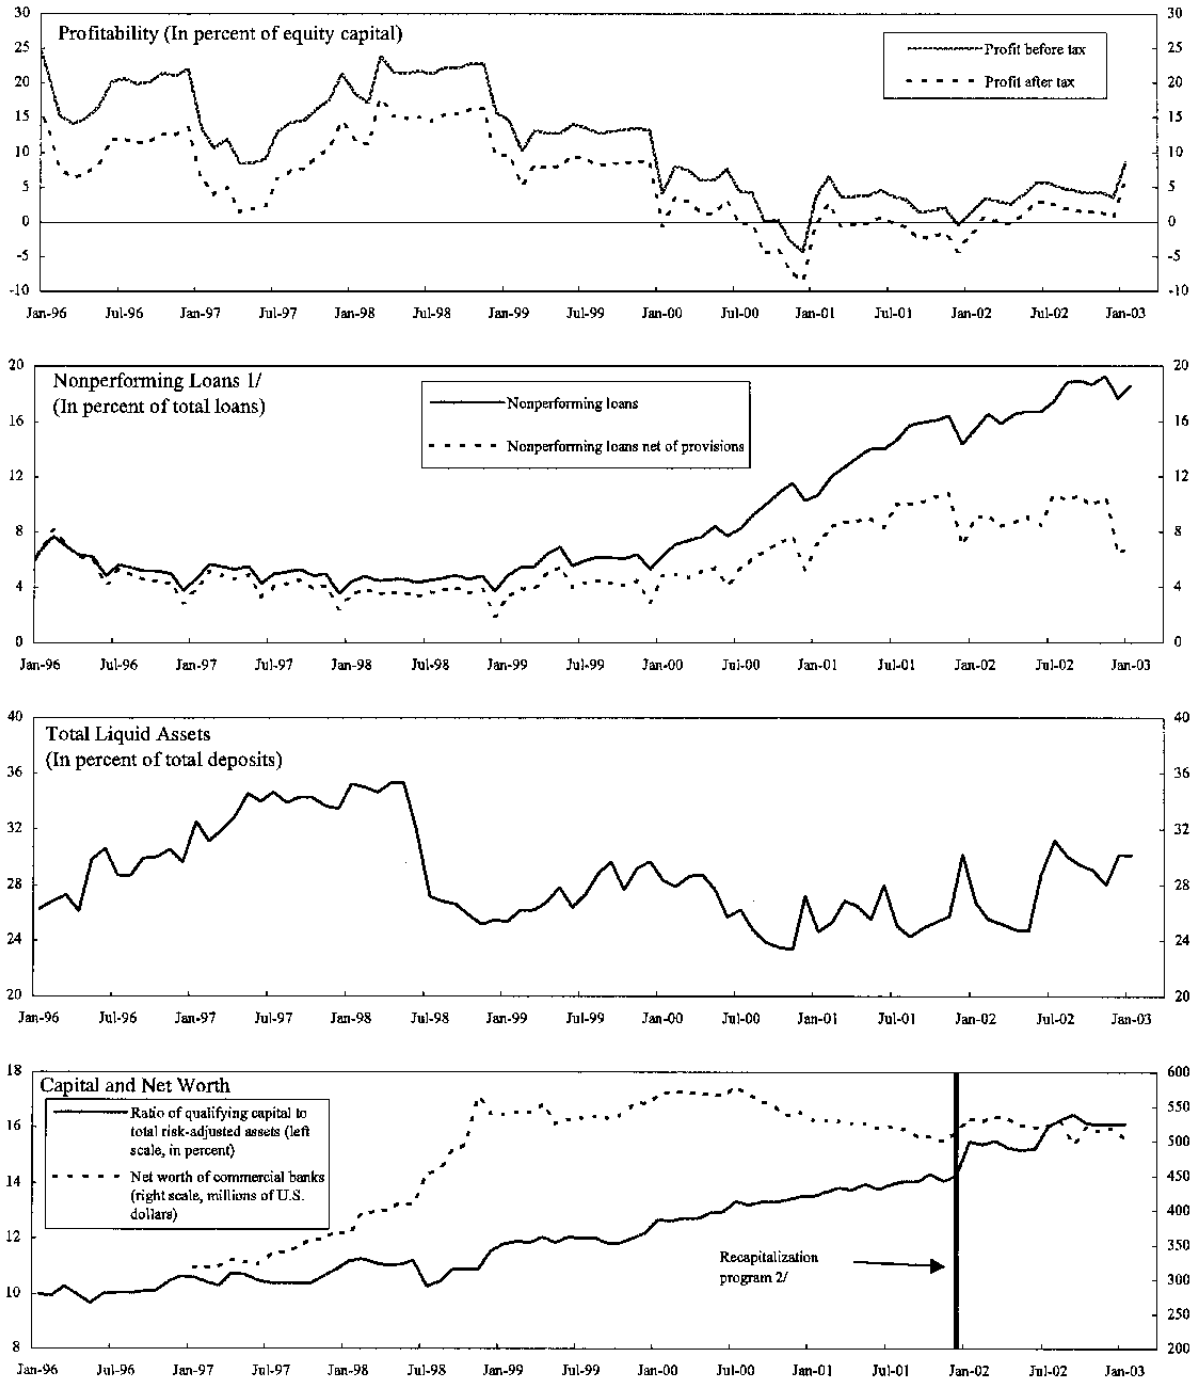 Profitability (In percent of equity capital)
Profit before tax
Profit after tax
30 30
25 25
20 20
15 15
10 10
5 5
0 0
-5 -5
-10 -10
Jan-96 Jul-96 Jan-97 Jul-97 Jan-98 Jul-98 Jan-99 Jul-99 Jan-00 Jul-00 Jan-01 Jul-01 Jan-02 Jul-02 Jan-03
Nonperforming Loans 1/
(In percent of total loans)
Nonperforming loans
Nonperforming loans net of provisions
20 20
16 16
12 12
8 8
4 4
0 0
Jan-96 Jul-96 Jan-97 Jul-97 Jan-98 Jul-98 Jan-99 Jul-99 Jan-00 Jul-00 Jan-01 Jul-01 Jan-02 Jul-02 Jan-03
Total Liquid Assets
(In percent of total deposits)
40 40
36 36
32 32
28 28
24 24
20 20
Jan-96 Jul-96 Jan-97 Jul-97 Jan-98 Jul-98 Jan-99 Jul-99 Jan-00 Jul-00 Jan-01 Jul-01 Jan-02 Jul-02 Jan-03
Capital and Net Worth
Ratio of qualifying capital to
total risk-adjusted assets (left
scale, in percent)
Net worth of commercial banks
(right scale, millions of U.S.
dollars)
Recapitalization
program 2/
18 600
550
16 500
14 450
400
12 350
10 300
250
8 200
Jan-96 Jul-96 Jan-97 Jul-97 Jan-98 Jul-98 Jan-99 Jul-99 Jan-00 Jul-00 Jan-01 Jul-01 Jan-02 Jul-02 Jan-03